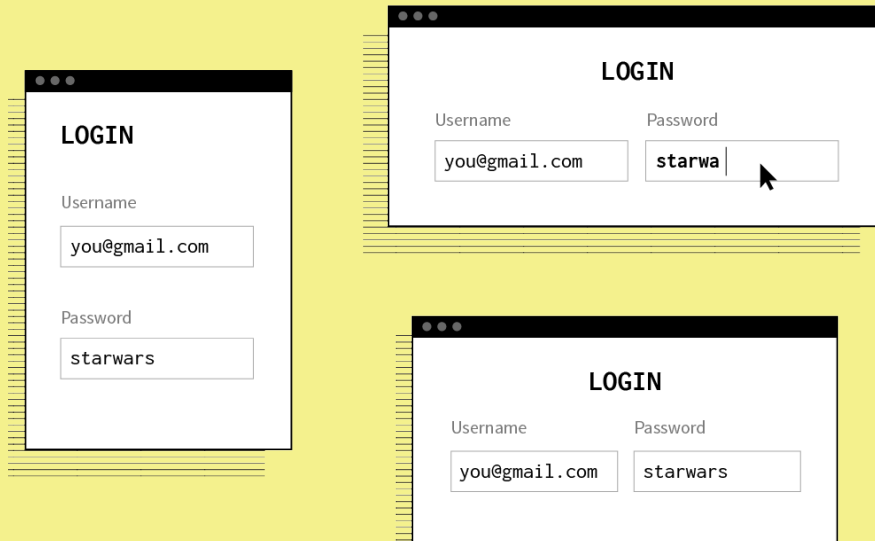 LOGIN
Username
you@gmail.com
Password
starwars
LOGIN
Username Password
you@gmail.com starwa
LOGIN
Username Password
you@gmail.com starwars